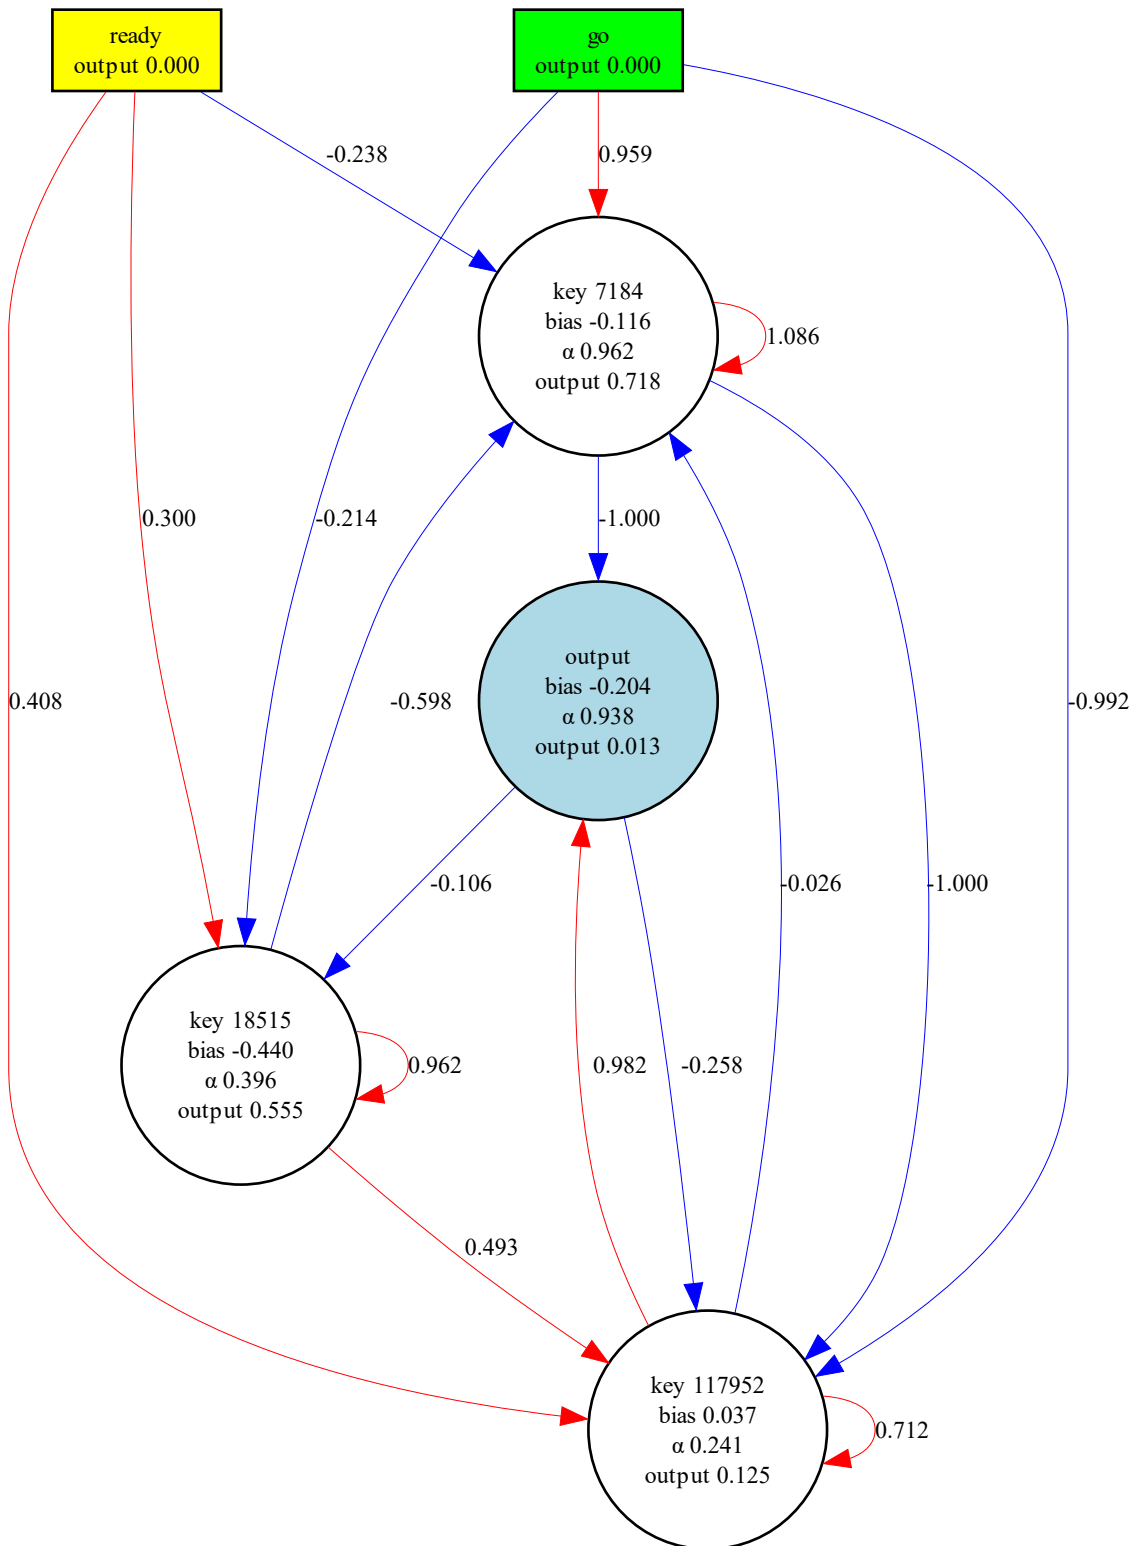 ready
output 0.000
go
output 0.000
-0.238
0.959
key 7184
bias -0.116
α 0.962
output 0.718
1.086
0.300
-0.214
-1.000
output
bias -0.204
α 0.938
output 0.013
0.408
-0.598
-0.992
-0.106
-0.026
-1.000
key 18515
bias -0.440
α 0.396
output 0.555
0.962
0.982
-0.258
0.493
key 117952
bias 0.037
α 0.241
output 0.125
0.712